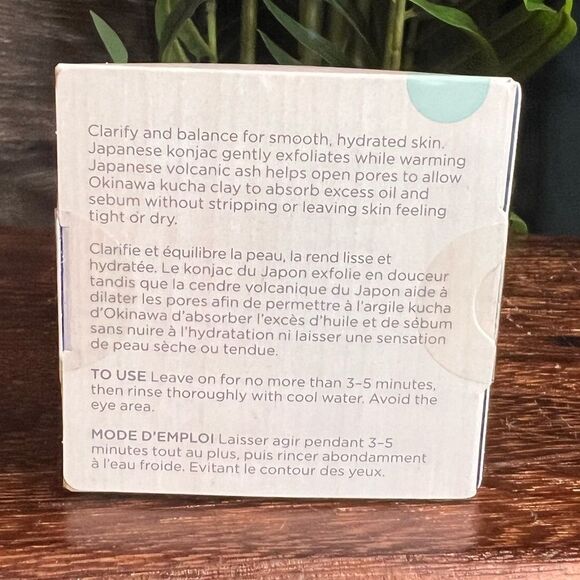 Clarify and balance for smooth, hydrated skin.
Japanese konjac gently exfoliates while warming
Japanese volcanic ash helps open pores to allow
Okinawa kucha clay to absorb excess oil and
sebum without stripping or leaving skin feeling
tight or dry.
Clarifie et équilibre la peau, la rend lisse et
hydratée. Le konjac du Japon exfolie en douceur
tandis que la cendre volcanique du Japon aide à
dilater les pores afin de permettre à l'argile kucha
d'Okinawa d'absorber l'excès d'huile et de sébum
sans nuire à l'hydratation ni laisser une sensation
de peau sèche ou tendue.
TO USE Leave on for no more than 3-5 minutes,
then rinse thoroughly with cool water. Avoid the
eye area.
MODE D'EMPLOI Laisser agir pendant 3-5
minutes tout au plus, puis rincer abondamment
à l'eau froide. Evitant le contour des yeux.